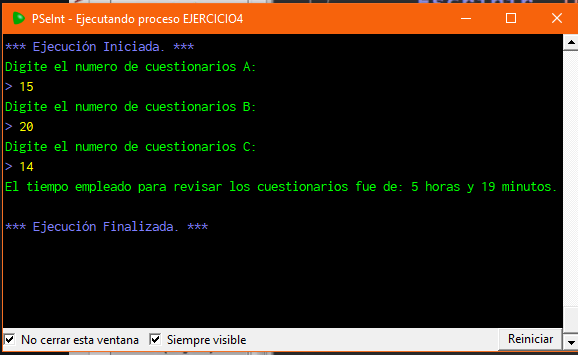 PSeInt - Ejecutando proceso EJERCICIO4
*** Ejecución Iniciada. ***
Digite el numero de cuestionarios A:
> 15
Digite el numero de cuestionarios B:
> 20
Digite el numero de cuestionarios C:
> 14
El tiempo empleado para revisar los cuestionarios fue de: 5 horas y 19 minutos.
*** Ejecución Finalizada. ***
No cerrar esta ventana Siempre visible Reiniciar